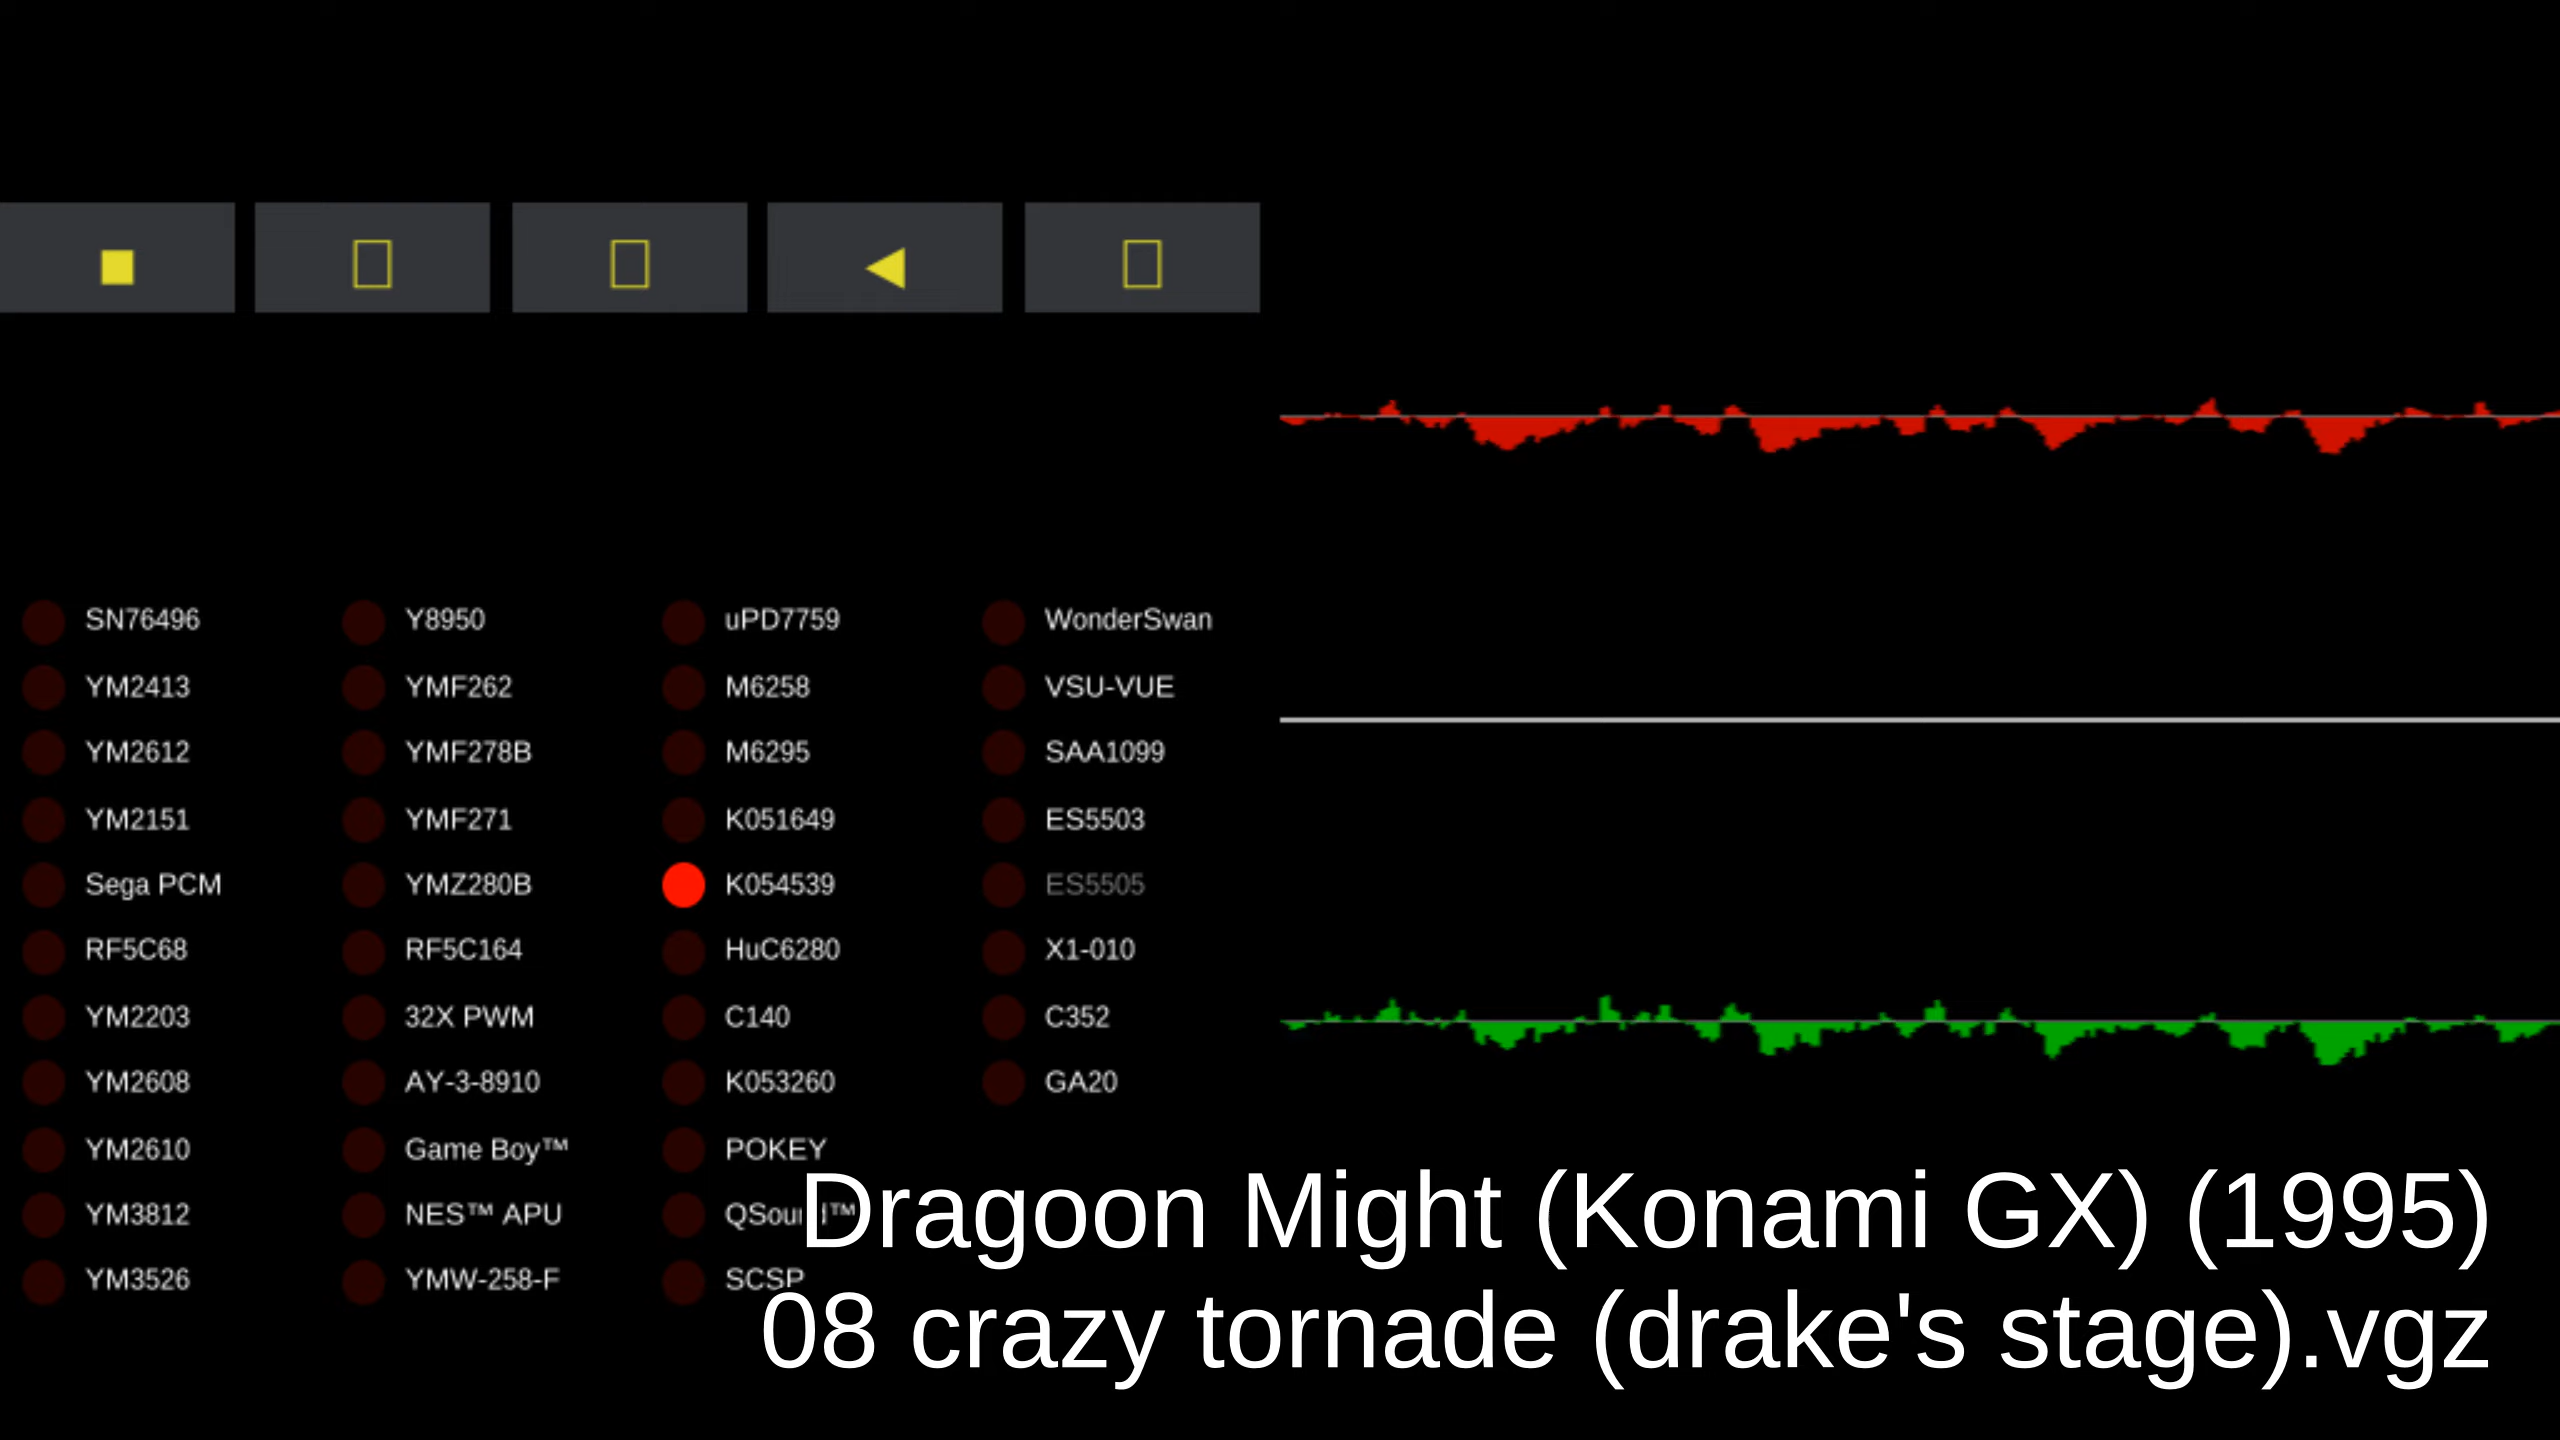 SN76496
YM2413
YM2612
YM2151
Sega PCM
RF5C68
YM2203
YM2608
YM2610
YM3812
YM3526
Y8950
YMF262
YMF278B
YMF271
YMZ280B
RF5C164
32X PWM
AY-3-8910
Game Boy™
NES™ APU
YMW-258-F
uPD7759
M6258
M6295
K051649
K054539
HuC6280
C140
K053260
POKEY
QSound™
SCSP
WonderSwan
VSU-VUE
SAA1099
ES5503
ES5505
X1-010
C352
GA20
Dragoon Might (Konami GX) (1995)
08 crazy tornade (drake's stage).vgz